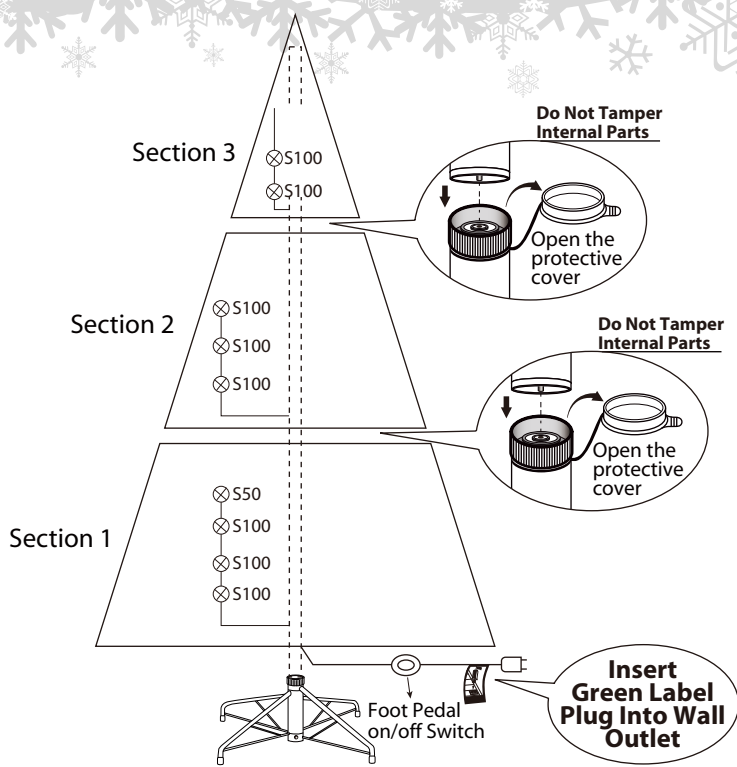 Do Not Tamper
Internal Parts
Section 3
S100
S100
Open the
protective
cover
Section 2
S100
S100
S100
Do Not Tamper
Internal Parts
Open the
protective
cover
Section 1
S50
S100
S100
S100
Foot Pedal
on/off Switch
Insert
Green Label
Plug Into Wall
Outlet